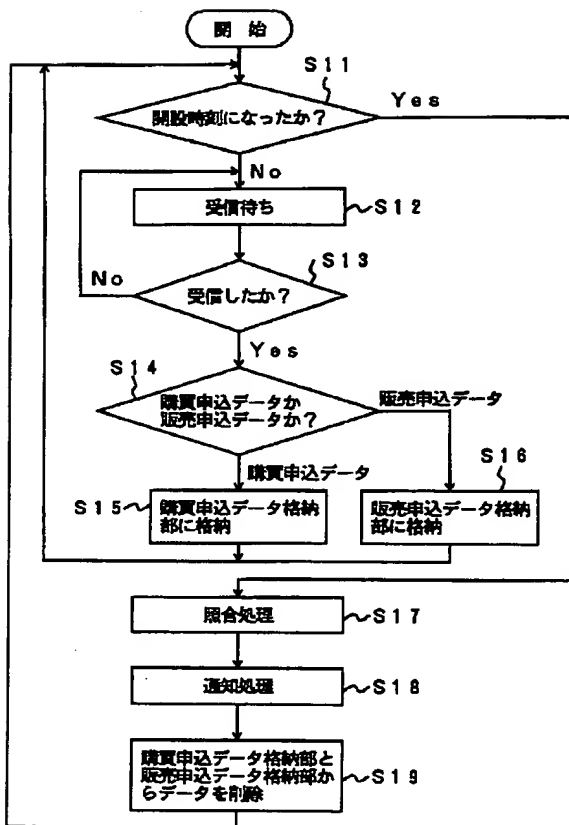 開 始
S11
開設時刻になったか?
Yes
No
受信待ち
S12
S13
No
受信したか?
Yes
S14
購買申込データか
販売申込データか?
販売申込データ
購買申込データ
S16
S15
購買申込データ格納
部に格納
販売申込データ格納
部に格納
照合処理
S17
通知処理
S18
購買申込データ格納部と
販売申込データ格納部か
らデータを削除
S19